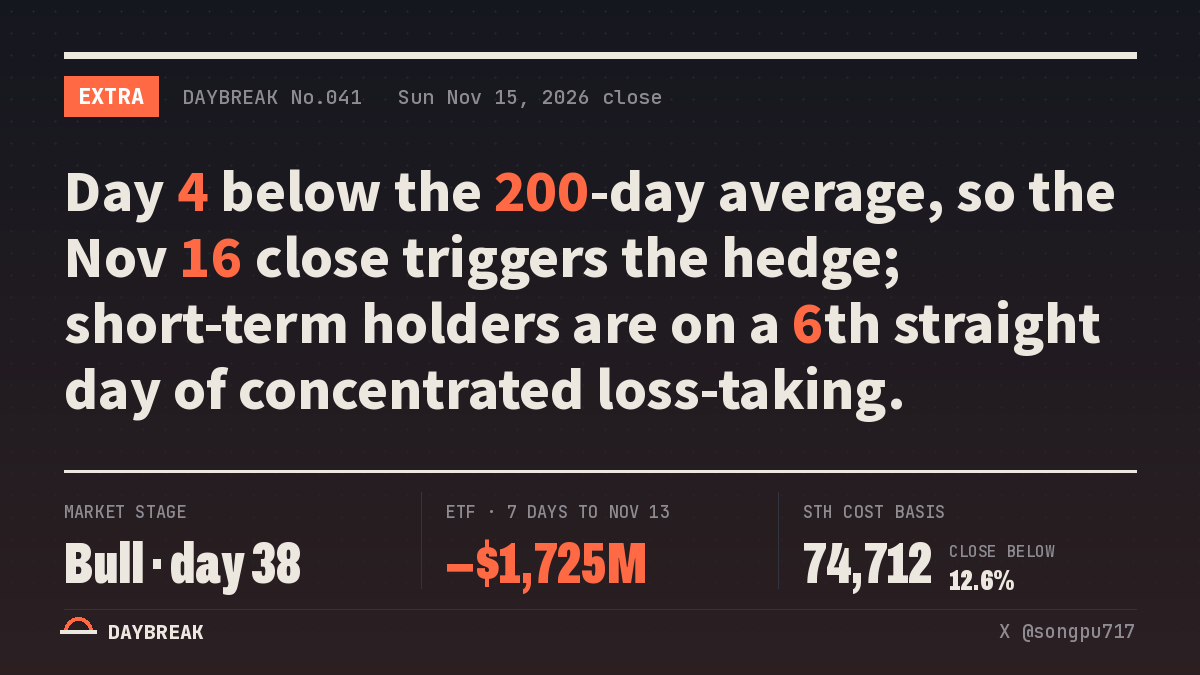 EXTRA DAYBREAK No.041 Sun Nov 15, 2026 close
Day 4 below the 200-day average, so the
Nov 16 close triggers the hedge;
short-term holders are on a 6th straight
day of concentrated loss-taking.
MARKET STAGE
Bull · day 38
ETF · 7 DAYS TO NOV 13
−$1,725M
STH COST BASIS
74,712
CLOSE BELOW
12.6%
DAYBREAK
X @songpu717